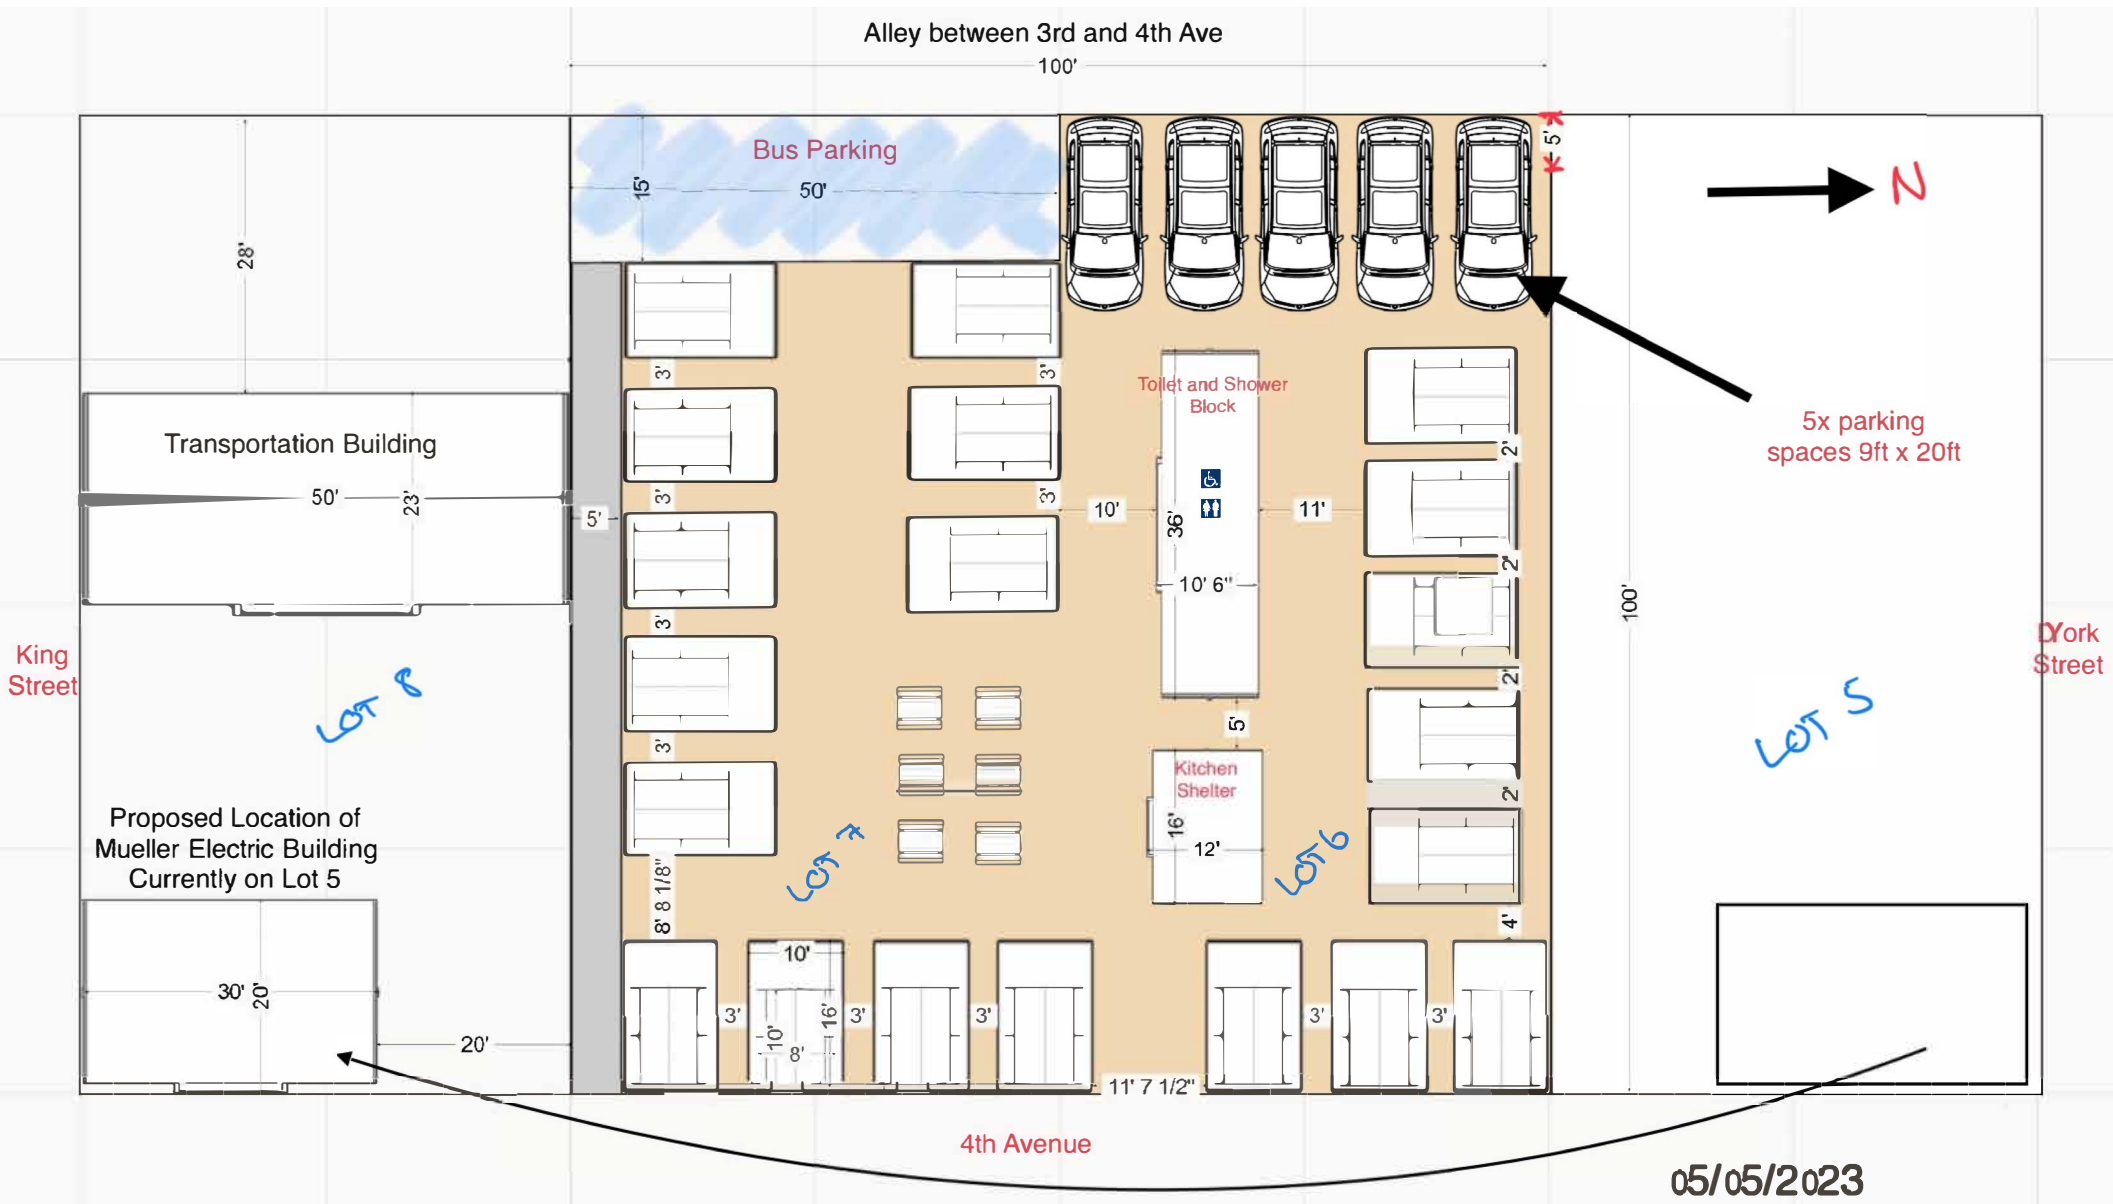 Alley between 3rd and 4th Ave
100'
Bus Parking
15'
50'
5'
N
28'
Transportation Building
50'
23'
5'
3'
3'
3'
3'
3'
3'
Toilet and Shower
Block
36'
10' 6"
10'
11'
2'
2'
2'
2'
5x parking
spaces 9ft x 20ft
100'
King
Street
York
Street
LOT 8
LOT 5
5'
Kitchen
Shelter
16'
12'
LOT 7
LOT 6
Proposed Location of
Mueller Electric Building
Currently on Lot 5
8' 8 1/8"
4'
30'
20'
20'
10'
3'
10'
8'
16'
3'
3'
3'
3'
11' 7 1/2"
4th Avenue
05/05/2023